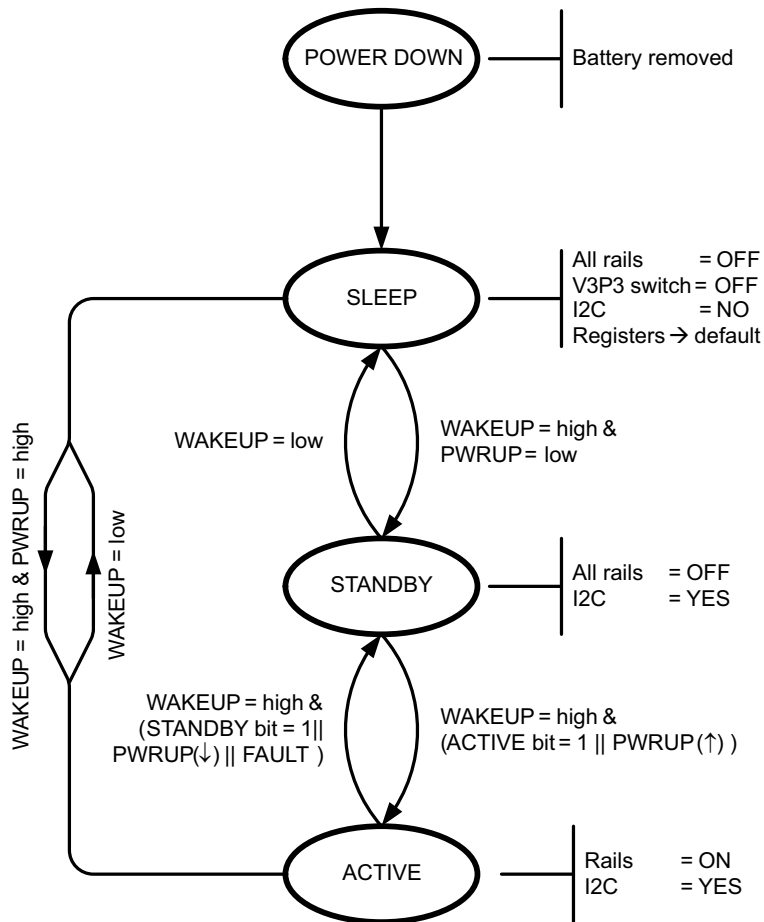 POWER DOWN
Battery removed
SLEEP
All rails = OFF
V3P3 switch = OFF
I2C = NO
Registers → default
WAKEUP = low
WAKEUP = high &
PWRUP = low
WAKEUP = high & PWRUP = high
WAKEUP = low
STANDBY
All rails = OFF
I2C = YES
WAKEUP = high &
(STANDBY bit = 1||
PWRUP(↓) || FAULT )
WAKEUP = high &
(ACTIVE bit = 1 || PWRUP(↑) )
ACTIVE
Rails = ON
I2C = YES